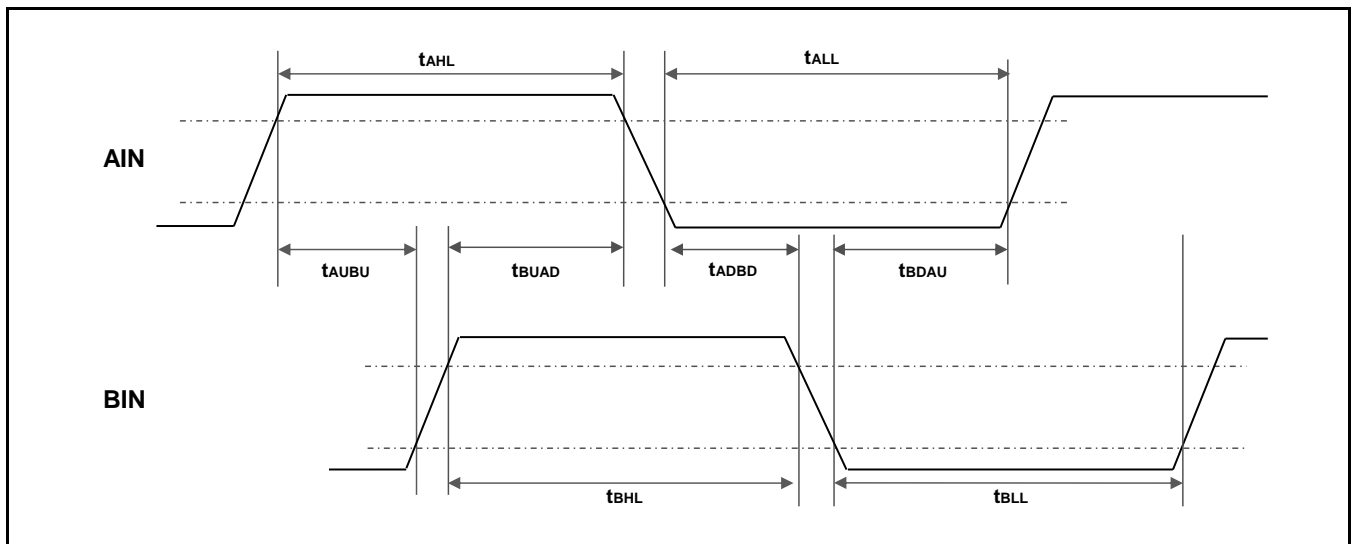 tAHL
tALL
AIN
tAUBU
tBUAD
tADBD
tBDAU
BIN
tBHL
tBLL